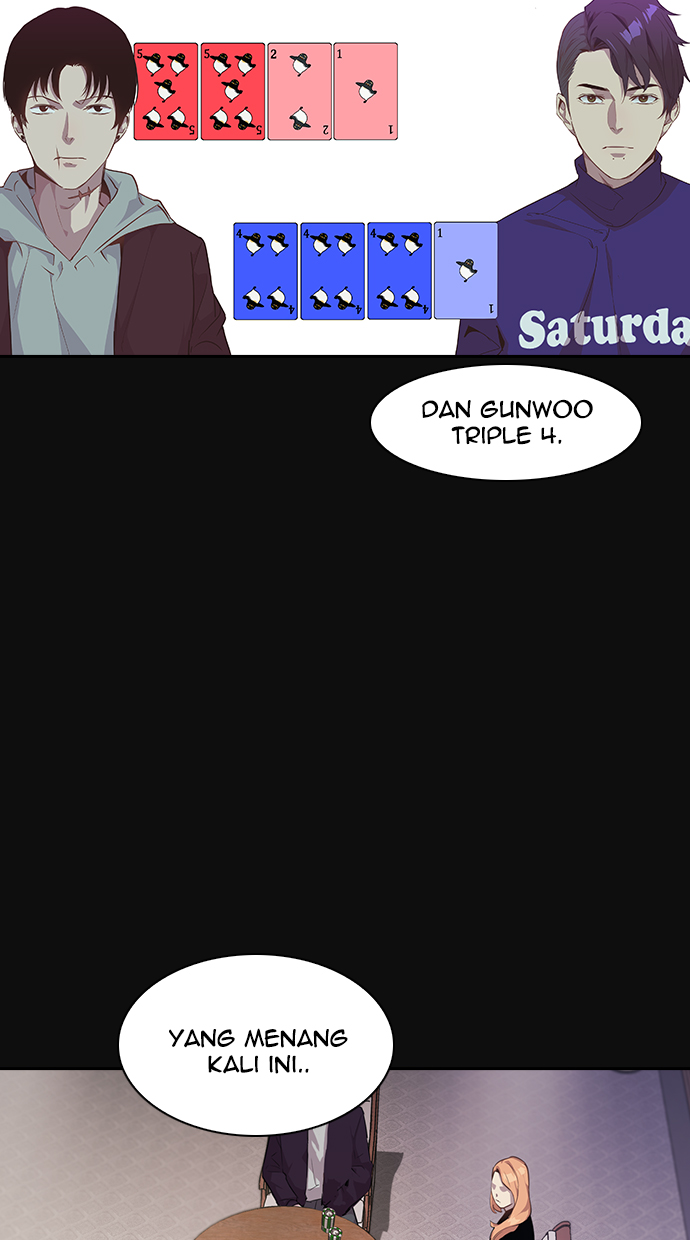 5 5 2 1
5 5 2 1
4 4 4 1
4 4 4 1
Saturda
DAN GUNWOO
TRIPLE 4.
YANG MENANG
KALI INI..